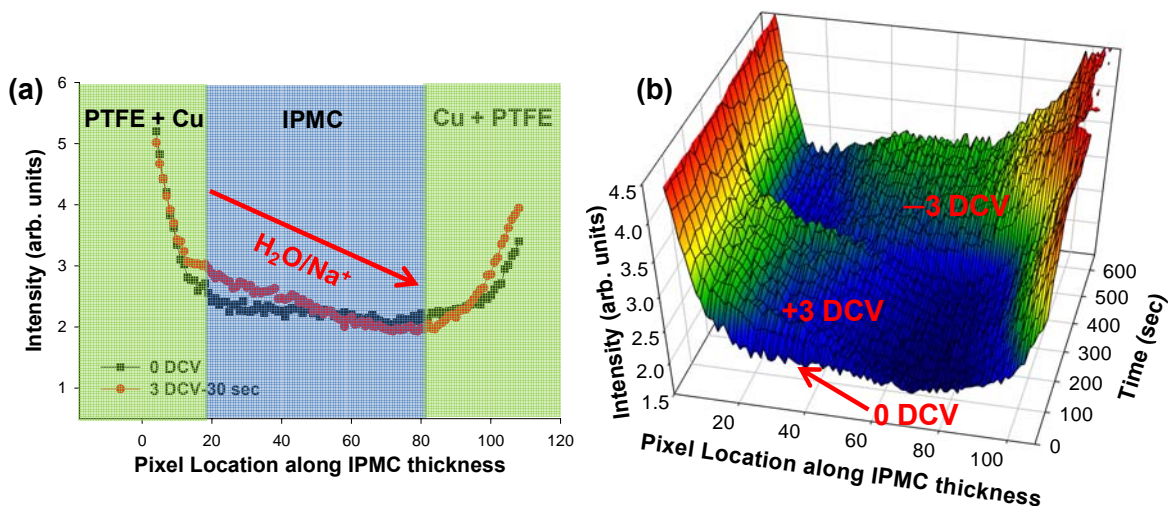 (a)
6
5
4
3
2
1
Intensity (arb. units)
PTFE + Cu
IPMC
Cu + PTFE
H₂O/Na⁺
0 DCV
3 DCV-30 sec
0 20 40 60 80 100 120
Pixel Location along IPMC thickness
(b)
4.5
4.0
3.5
3.0
2.5
2.0
1.5
Intensity (arb. units)
—3 DCV
+3 DCV
0 DCV
20 40 60 80 100
Pixel Location along IPMC thickness
600
500
400
300
200
100
0
Time (sec)